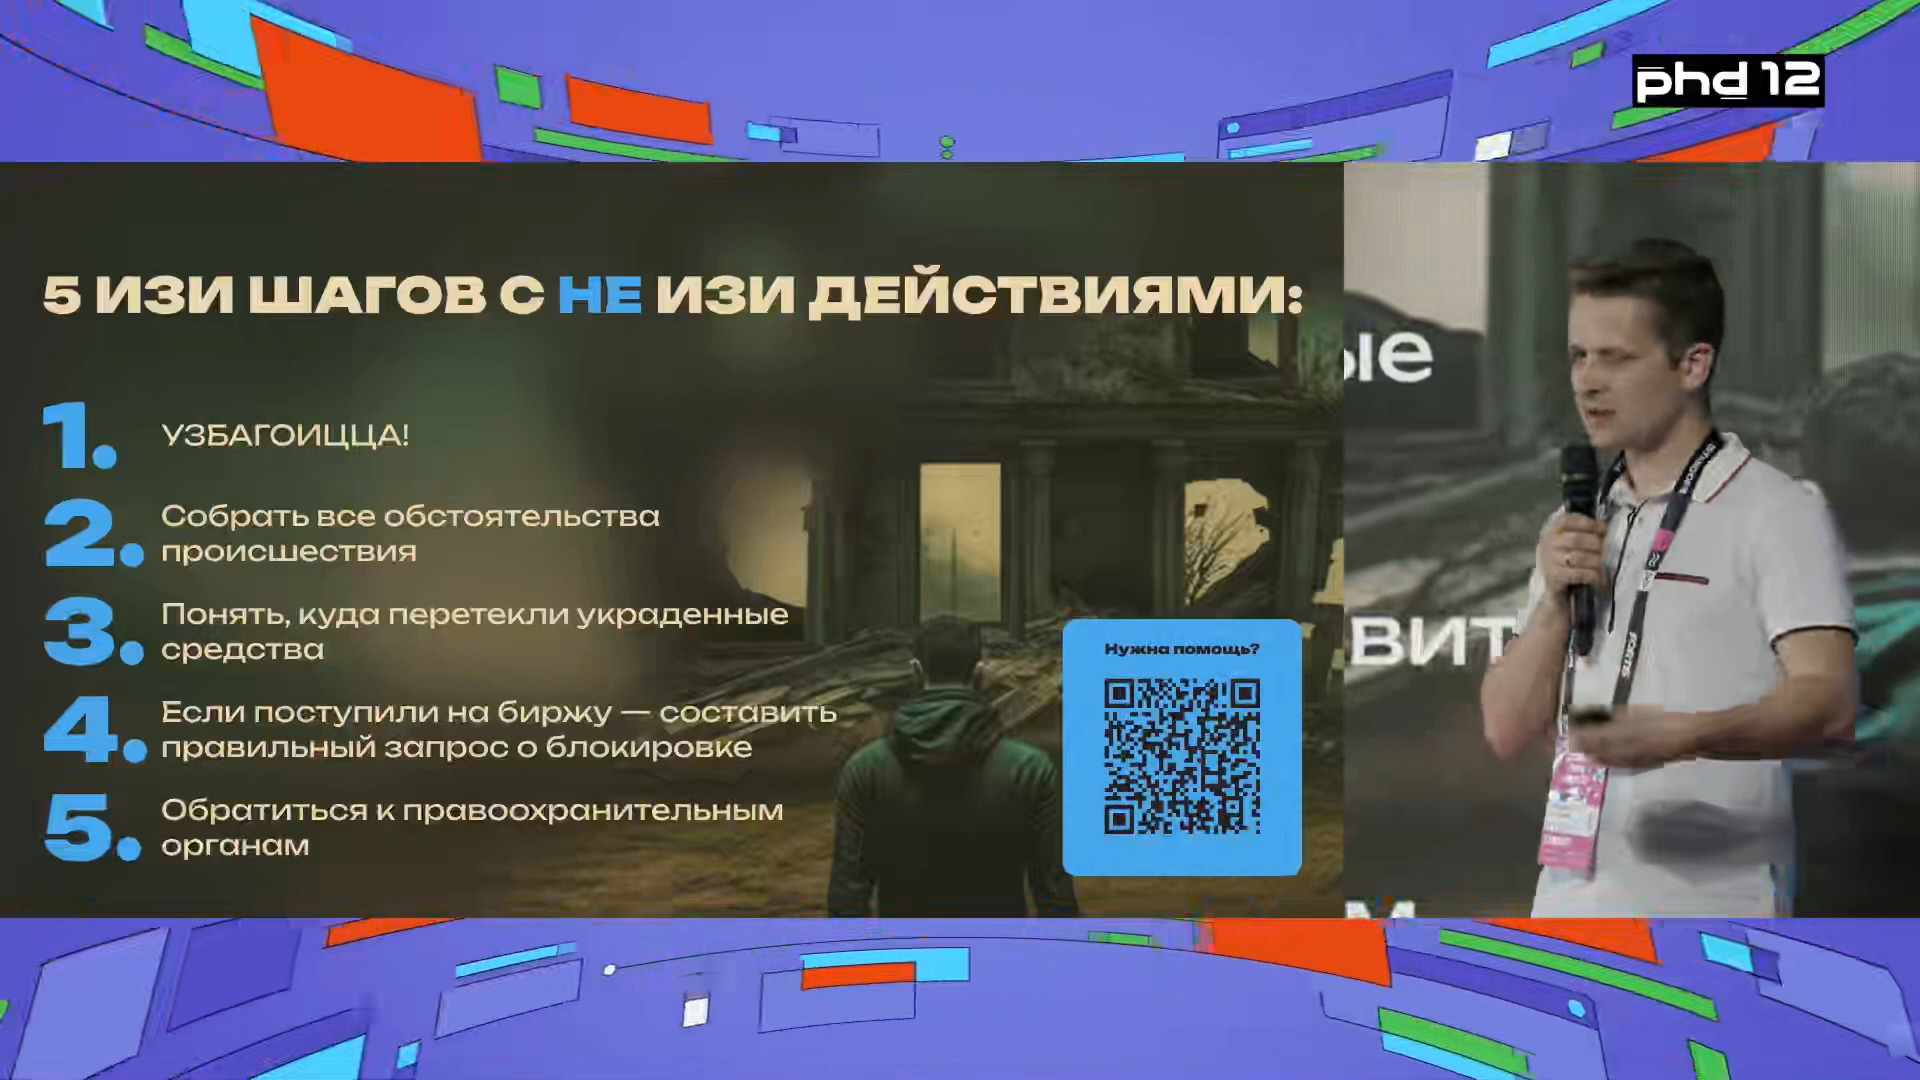 phd 12
5 ИЗИ ШАГОВ С НЕ ИЗИ ДЕЙСТВИЯМИ:
1. УЗБАГОИЦЦА!
2. Собрать все обстоятельства
происшествия
3. Понять, куда перетекли украденные
средства
4. Если поступили на биржу — составить
правильный запрос о блокировке
5. Обратиться к правоохранительным
органам
Нужна помощь?
ые
вит